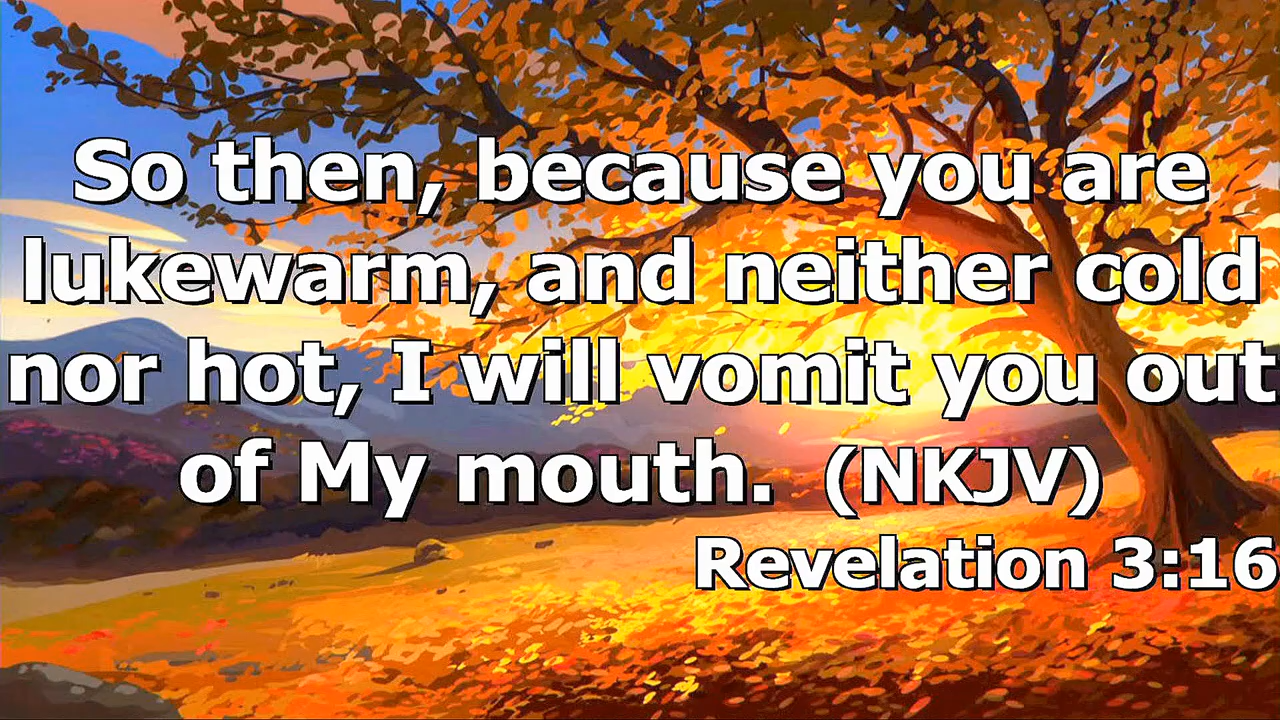 So then, because you are
lukewarm, and neither cold
nor hot, I will vomit you out
of My mouth.  (NKJV)
Revelation 3:16